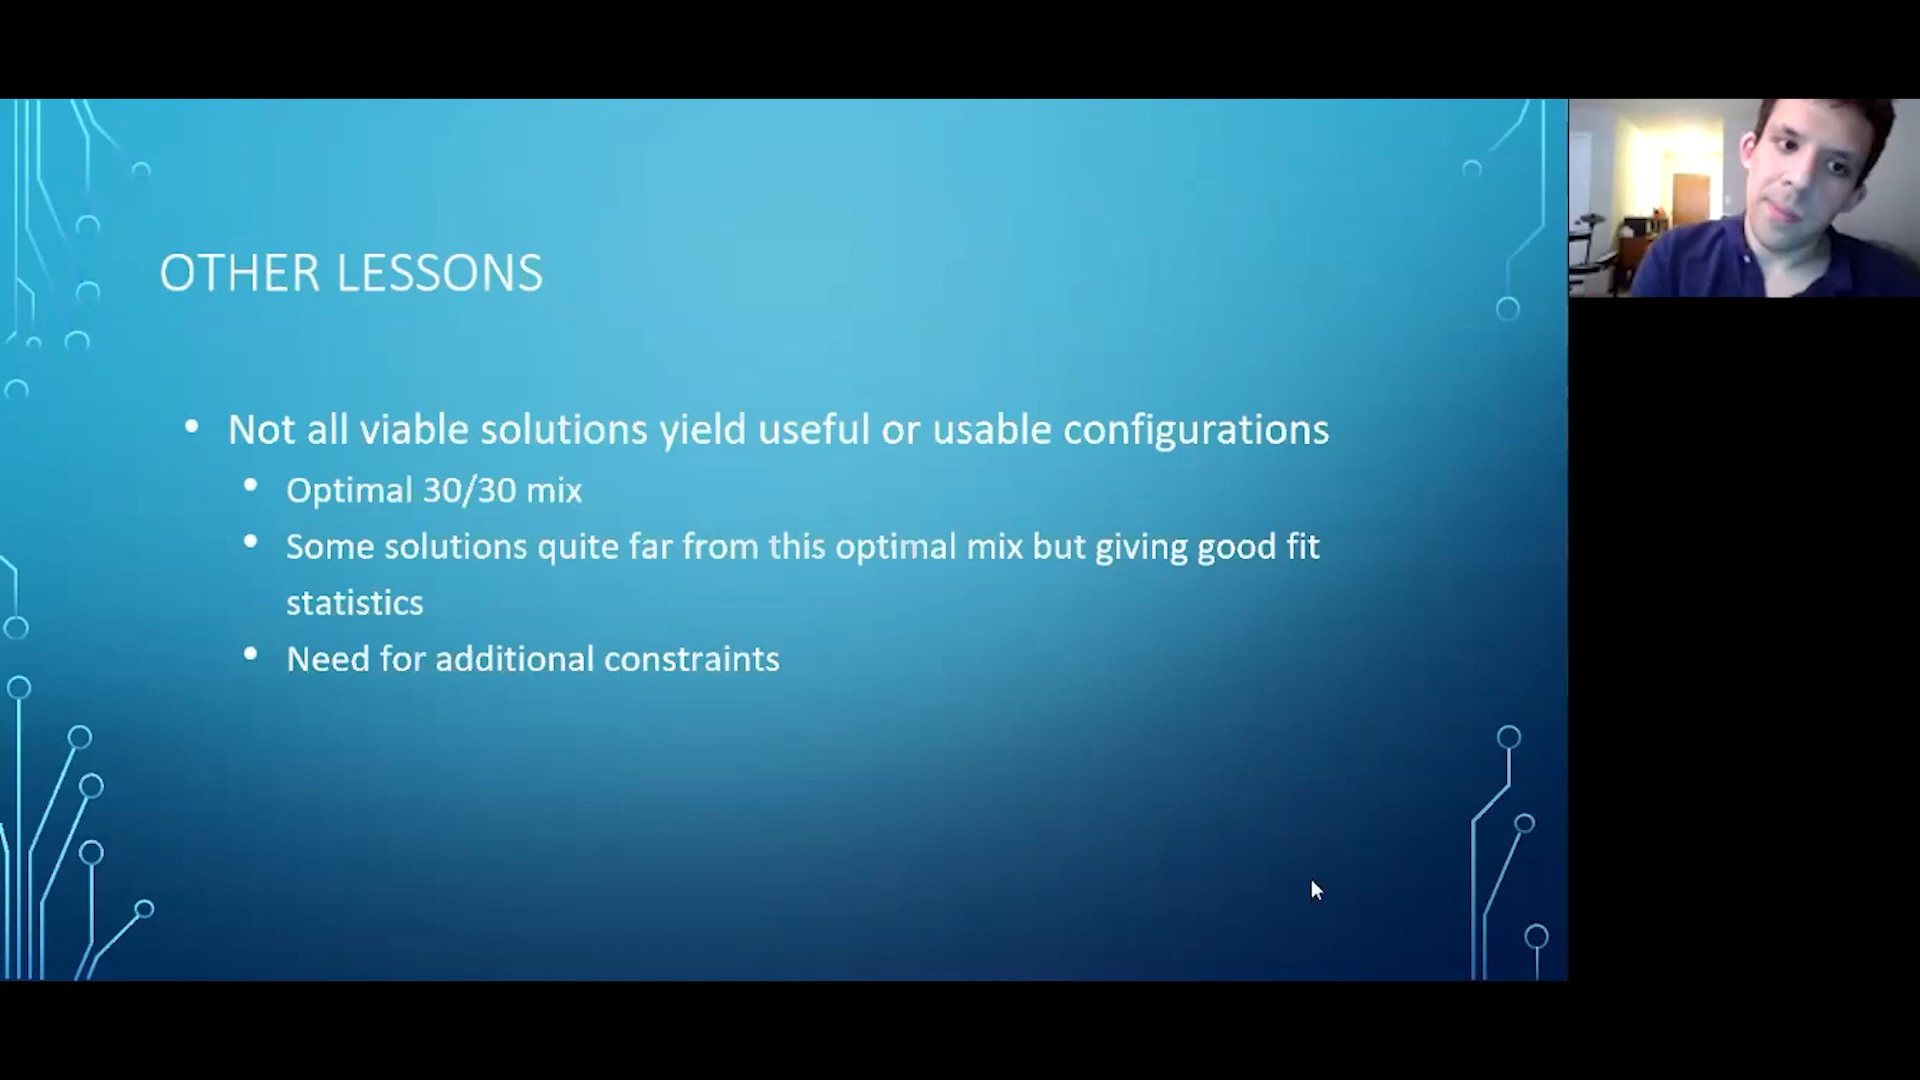 OTHER LESSONS
• Not all viable solutions yield useful or usable configurations
• Optimal 30/30 mix
• Some solutions quite far from this optimal mix but giving good fit
statistics
• Need for additional constraints